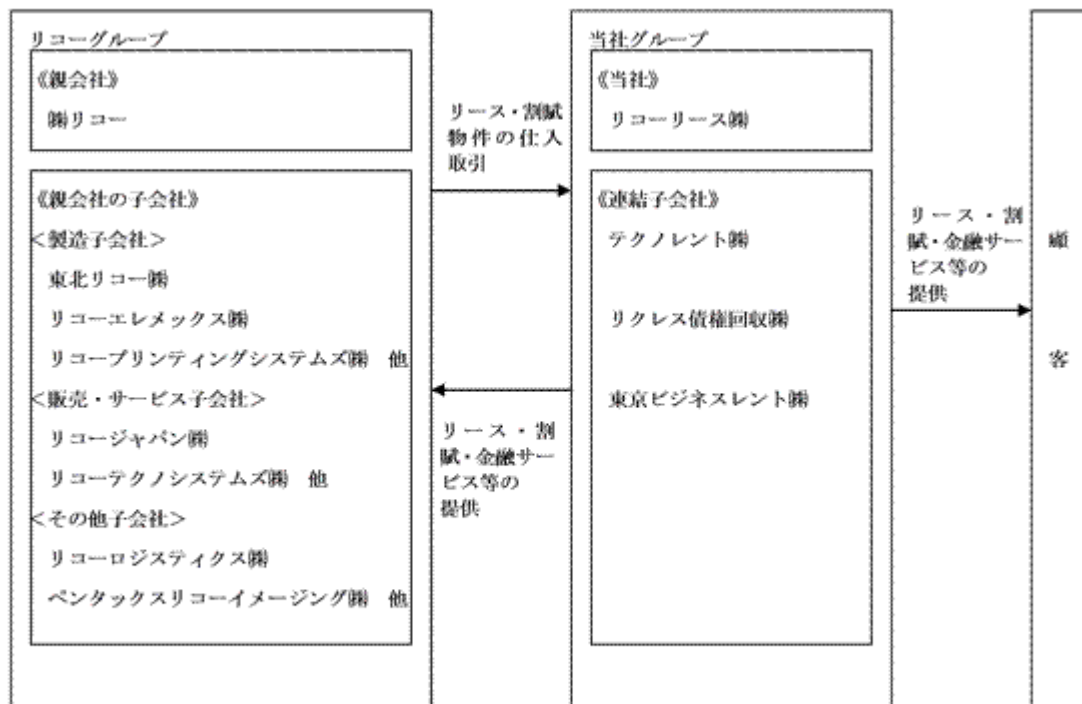 リコーグループ
《親会社》
㈱リコー
《親会社の子会社》
＜製造子会社＞
東北リコー㈱
リコーエレメックス㈱
リコープリンティングシステムズ㈱　他
＜販売・サービス子会社＞
リコージャパン㈱
リコーテクノシステムズ㈱　他
＜その他子会社＞
リコーロジスティクス㈱
ペンタックスリコーイメージング㈱　他
リース・割賦
物件の仕入
取引
リース・割
賦・金融サー
ビス等の
提供
当社グループ
《当社》
リコーリース㈱
《連結子会社》
テクノレント㈱
リクレス債権回収㈱
東京ビジネスレント㈱
リース・割
賦・金融サー
ビス等の
提供
顧
客